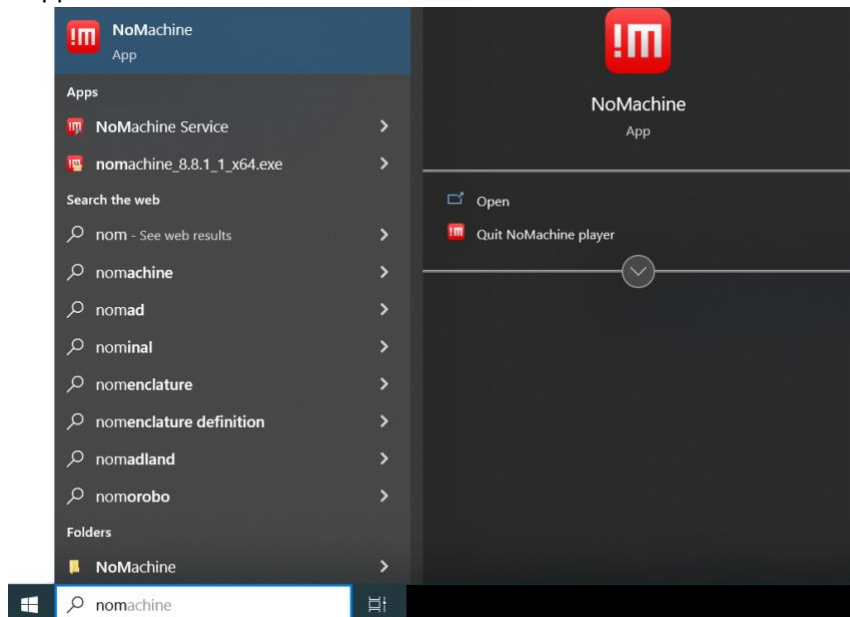 !m NoMachine
App
Apps
NoMachine Service
nomachine_8.8.1_1_x64.exe
Search the web
nom - See web results
nomachine
nomad
nominal
nomenclature
nomenclature definition
nomadland
nomorobo
Folders
NoMachine
nomachine
!m
NoMachine
App
Open
Quit NoMachine player